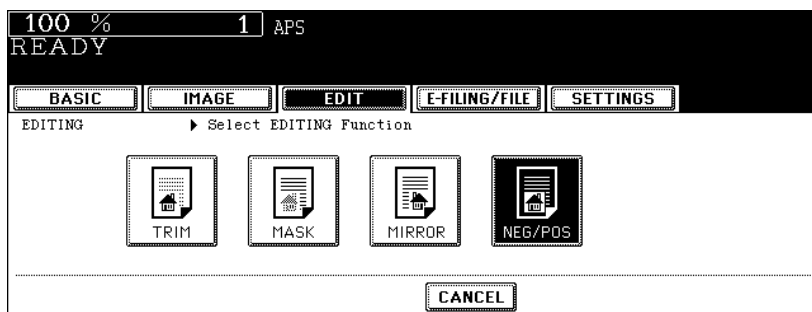 100 % 1 APS
READY
BASIC IMAGE EDIT E-FILING/FILE SETTINGS
EDITING ▶ Select EDITING Function
TRIM MASK MIRROR NEG/POS
CANCEL